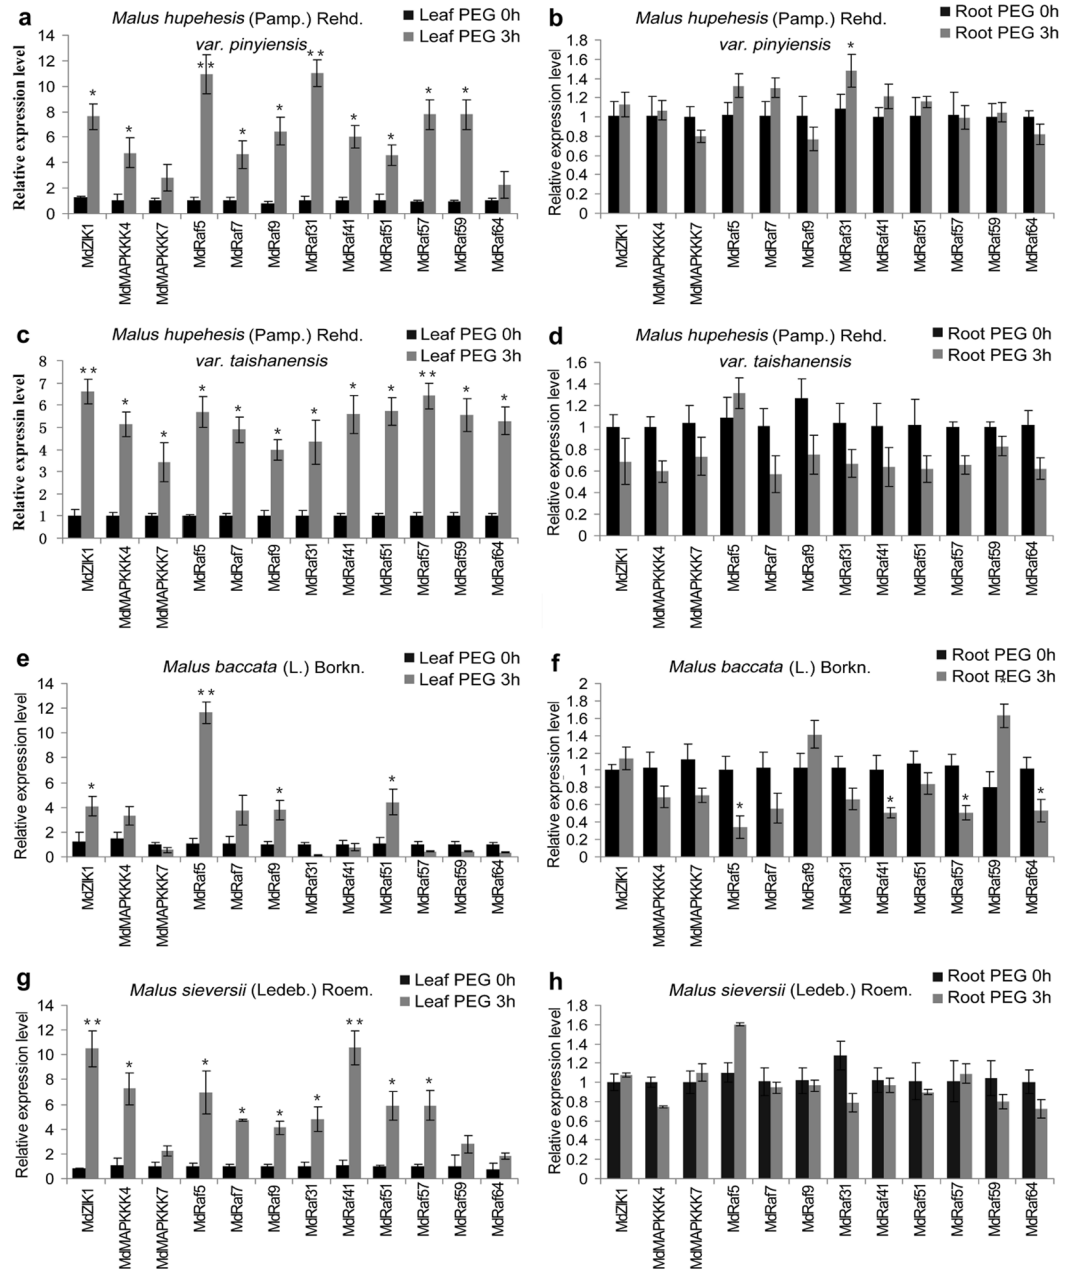 a
Malus hupehesis (Pamp.) Rehd.
var. pinyiensis
Leaf PEG 0h
Leaf PEG 3h
Relative expression level
14
12
10
8
6
4
2
0
* * ** * * ** * * * *
MdZIK1 MdMAPKKK4 MdMAPKKK7 MdRaf5 MdRaf7 MdRaf9 MdRaf31 MdRaf41 MdRaf51 MdRaf57 MdRaf59 MdRaf64
b
Malus hupehesis (Pamp.) Rehd.
var. pinyiensis
Root PEG 0h
Root PEG 3h
Relative expression level
1.8
1.6
1.4
1.2
1
0.8
0.6
0.4
0.2
0
*
MdZIK1 MdMAPKKK4 MdMAPKKK7 MdRaf5 MdRaf7 MdRaf9 MdRaf31 MdRaf41 MdRaf51 MdRaf57 MdRaf59 MdRaf64
c
Malus hupehesis (Pamp.) Rehd.
var. taishanensis
Leaf PEG 0h
Leaf PEG 3h
Relative expressin level
8
7
6
5
4
3
2
1
0
** * * * * * * * * ** * *
MdZIK1 MdMAPKKK4 MdMAPKKK7 MdRaf5 MdRaf7 MdRaf9 MdRaf31 MdRaf41 MdRaf51 MdRaf57 MdRaf59 MdRaf64
d
Malus hupehesis (Pamp.) Rehd.
var. taishanensis
Root PEG 0h
Root PEG 3h
Relative expression level
1.6
1.4
1.2
1
0.8
0.6
0.4
0.2
0
MdZIK1 MdMAPKKK4 MdMAPKKK7 MdRaf5 MdRaf7 MdRaf9 MdRaf31 MdRaf41 MdRaf51 MdRaf57 MdRaf59 MdRaf64
e
Malus baccata (L.) Borkn.
Leaf PEG 0h
Leaf PEG 3h
Relative expression level
14
12
10
8
6
4
2
0
* ** * *
MdZIK1 MdMAPKKK4 MdMAPKKK7 MdRaf5 MdRaf7 MdRaf9 MdRaf31 MdRaf41 MdRaf51 MdRaf57 MdRaf59 MdRaf64
f
Malus baccata (L.) Borkn.
Root PEG 0h
Root PEG 3h
Relative expression level
2
1.8
1.6
1.4
1.2
1
0.8
0.6
0.4
0.2
0
* * * * *
MdZIK1 MdMAPKKK4 MdMAPKKK7 MdRaf5 MdRaf7 MdRaf9 MdRaf31 MdRaf41 MdRaf51 MdRaf57 MdRaf59 MdRaf64
g
Malus sieversii (Ledeb.) Roem.
Leaf PEG 0h
Leaf PEG 3h
Relative expression level
14
12
10
8
6
4
2
0
** * * * * * ** * *
MdZIK1 MdMAPKKK4 MdMAPKKK7 MdRaf5 MdRaf7 MdRaf9 MdRaf31 MdRaf41 MdRaf51 MdRaf57 MdRaf59 MdRaf64
h
Malus sieversii (Ledeb.) Roem.
Root PEG 0h
Root PEG 3h
Relative expression level
1.8
1.6
1.4
1.2
1
0.8
0.6
0.4
0.2
0
MdZIK1 MdMAPKKK4 MdMAPKKK7 MdRaf5 MdRaf7 MdRaf9 MdRaf31 MdRaf41 MdRaf51 MdRaf57 MdRaf59 MdRaf64